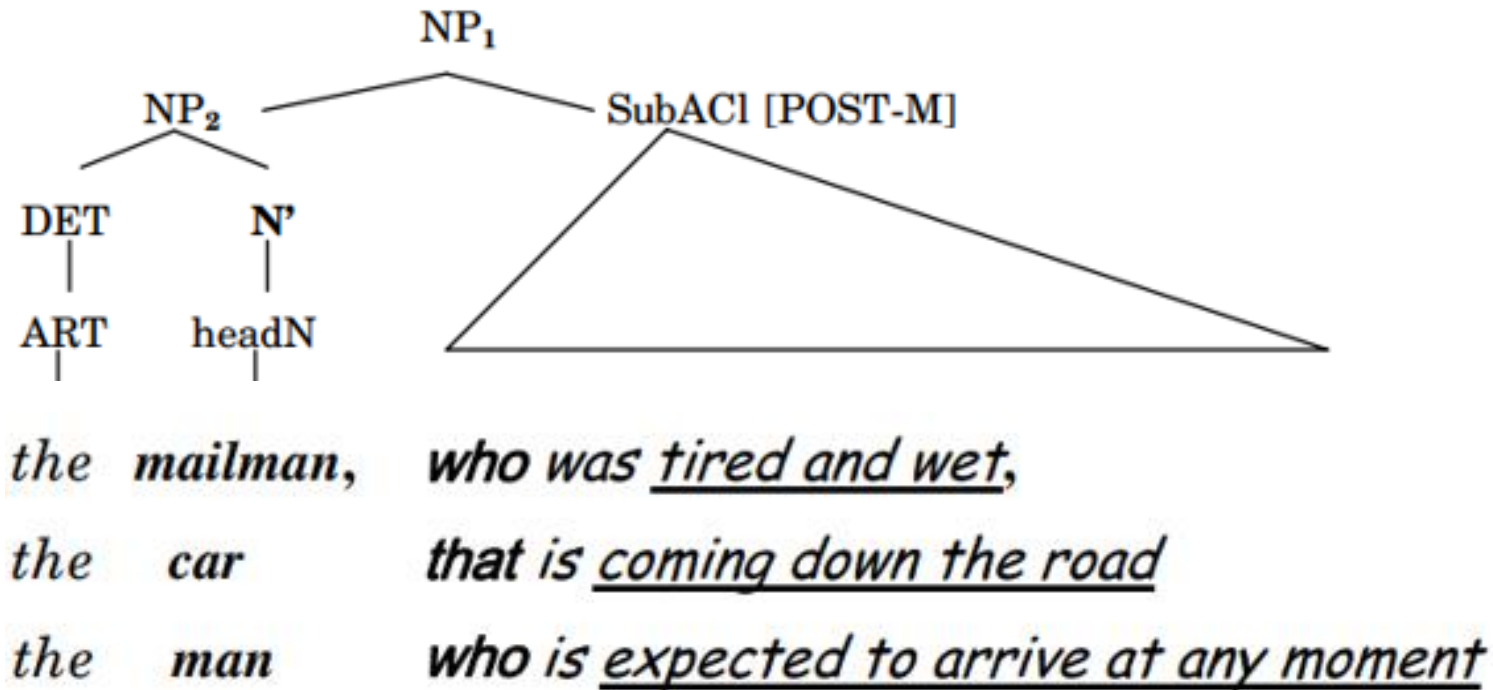 NP₁
NP₂ SubACl [POST-M]
DET N’
ART headN
the mailman, who was tired and wet,
the car that is coming down the road
the man who is expected to arrive at any moment